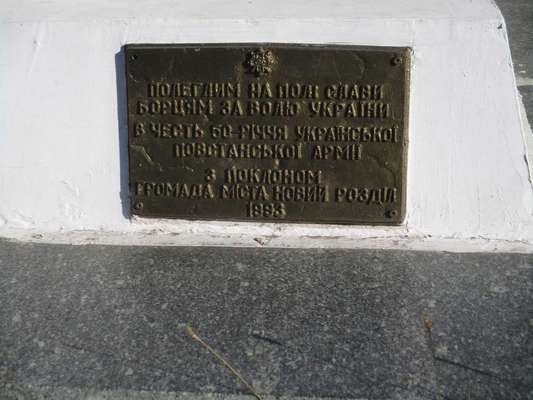 ПОЛЕГЛИМ НА ПОЛІ СЛАВИ
БОРЦЯМ ЗА ВОЛЮ УКРАЇНИ
В ЧЕСТЬ 50-РІЧЧЯ УКРАЇНСЬКОЇ
ПОВСТАНСЬКОЇ АРМІЇ
З ПОКЛОНОМ
ГРОМАДА МІСТА НОВИЙ РОЗДІЛ
1993